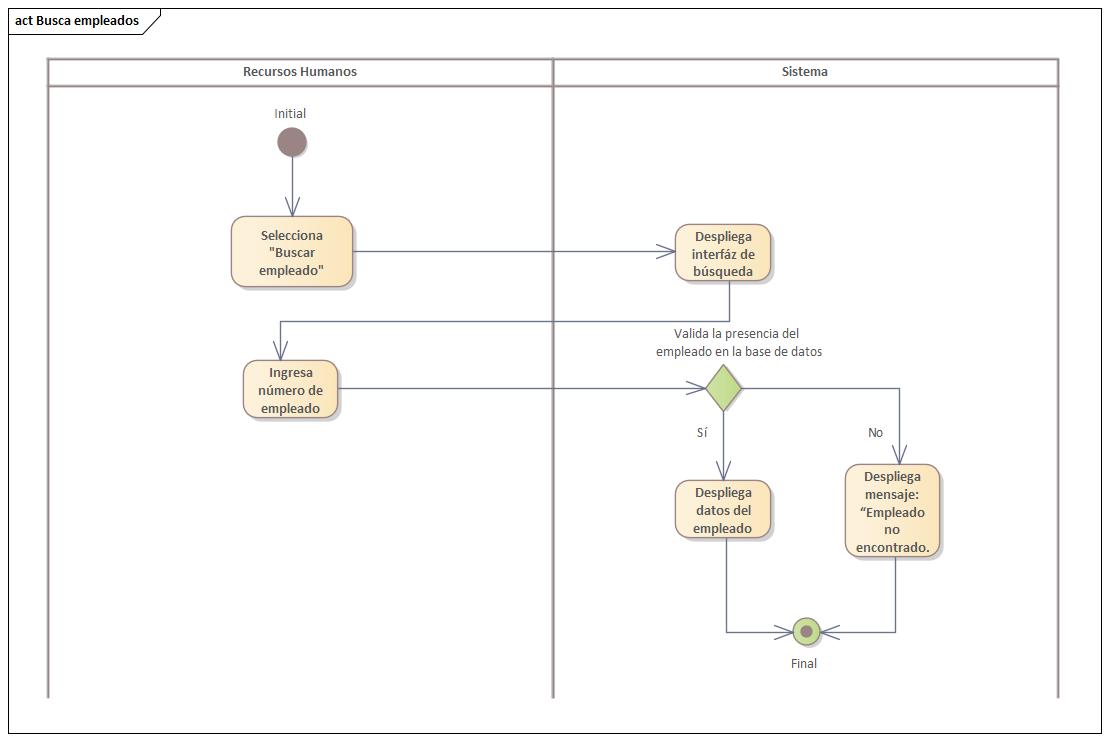 act Busca empleados
Recursos Humanos
Sistema
Initial
Selecciona
"Buscar
empleado"
Despliega
interfáz de
búsqueda
Ingresa
número de
empleado
Valida la presencia del
empleado en la base de datos
Sí
No
Despliega
datos del
empleado
Despliega
mensaje:
“Empleado
no
encontrado.
Final